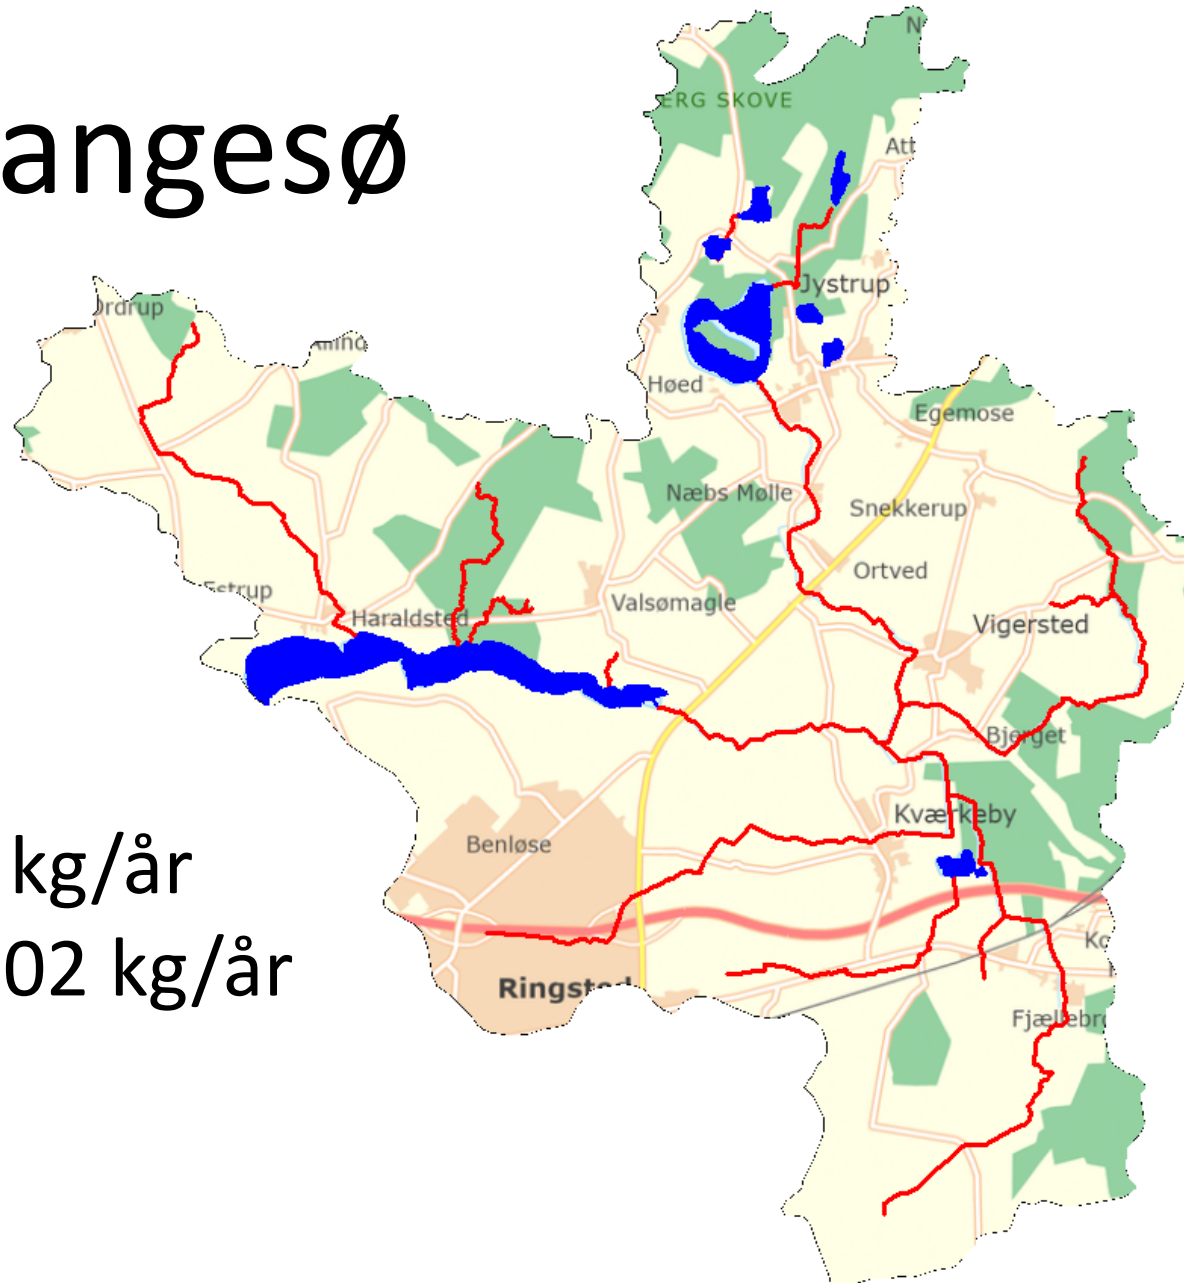 angesø
ERG SKOVE
Att
Jystrup
Ordrup
Høed
Egemose
Næbs Mølle
Snekkerup
Ortved
Estrup
Haraldsted
Valsømagle
Vigersted
Bjerget
Kværkeby
Benløse
kg/år
02 kg/år
Ringsted
Fjællebro